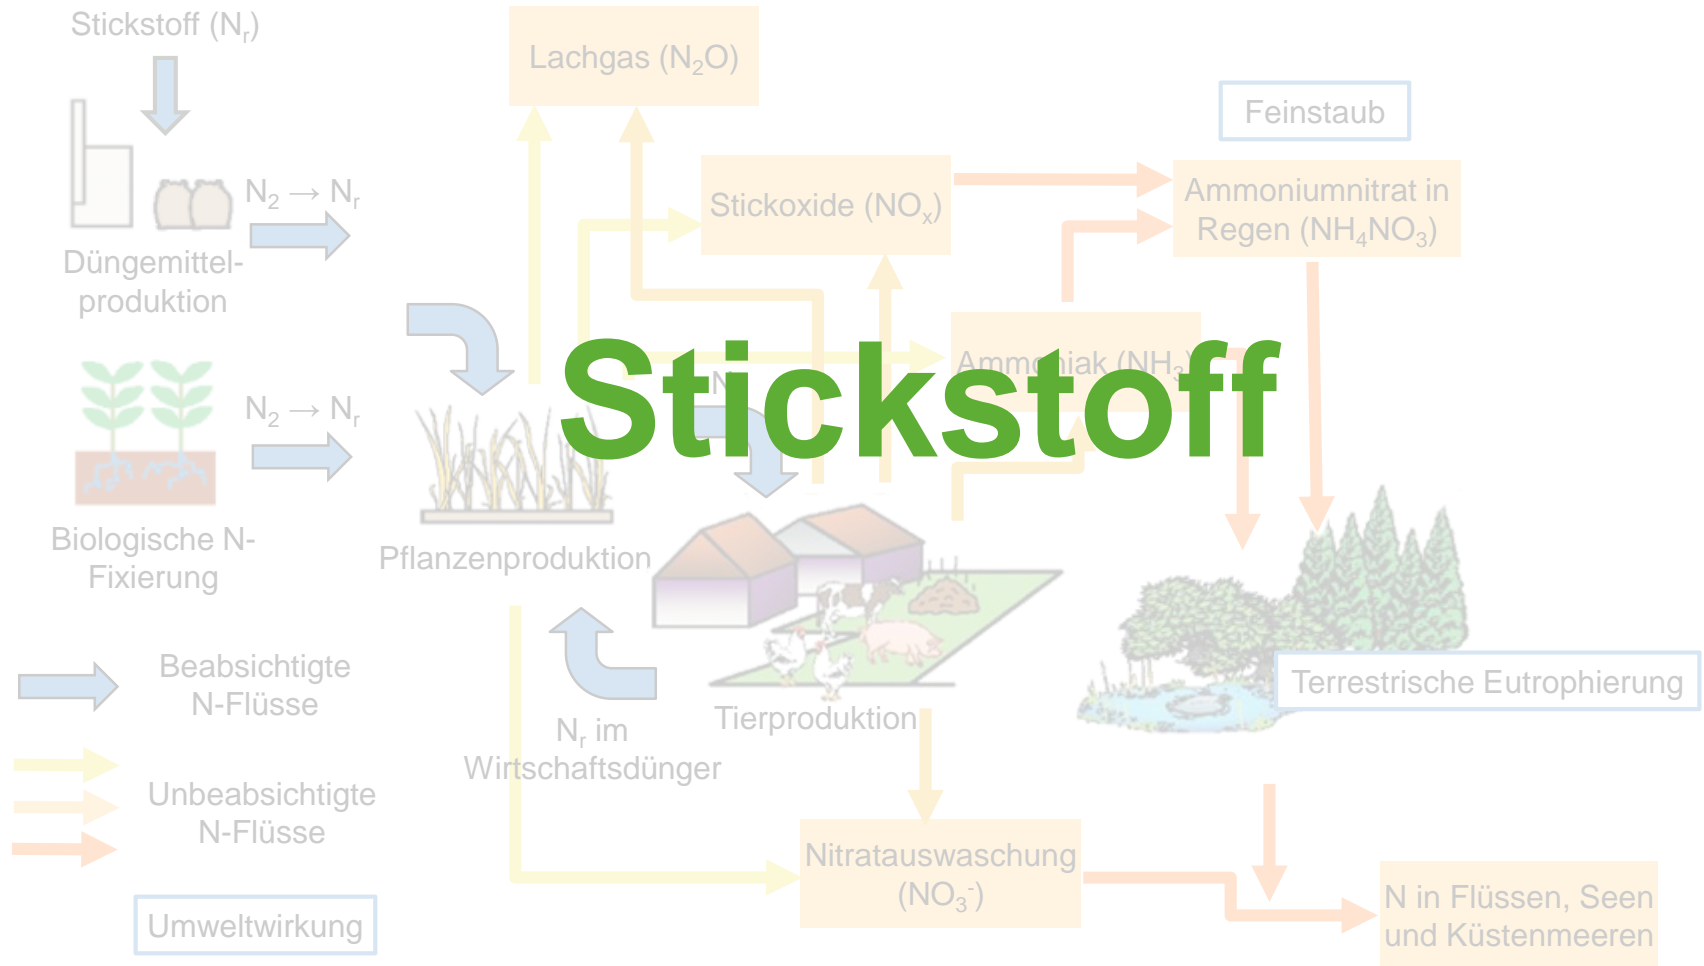 Stickstoff (Nr)
Lachgas (N2O)
Feinstaub
N2 → Nr
Stickoxide (NOx)
Ammoniumnitrat in
Regen (NH4NO3)
Düngemittel-
produktion
Ammoniak (NH3)
Stickstoff
N2 → Nr
Biologische N-
Fixierung
Pflanzenproduktion
Beabsichtigte
N-Flüsse
Terrestrische Eutrophierung
Tierproduktion
Nr im
Wirtschaftsdünger
Unbeabsichtigte
N-Flüsse
Nitratauswaschung
(NO3-)
N in Flüssen, Seen
und Küstenmeeren
Umweltwirkung